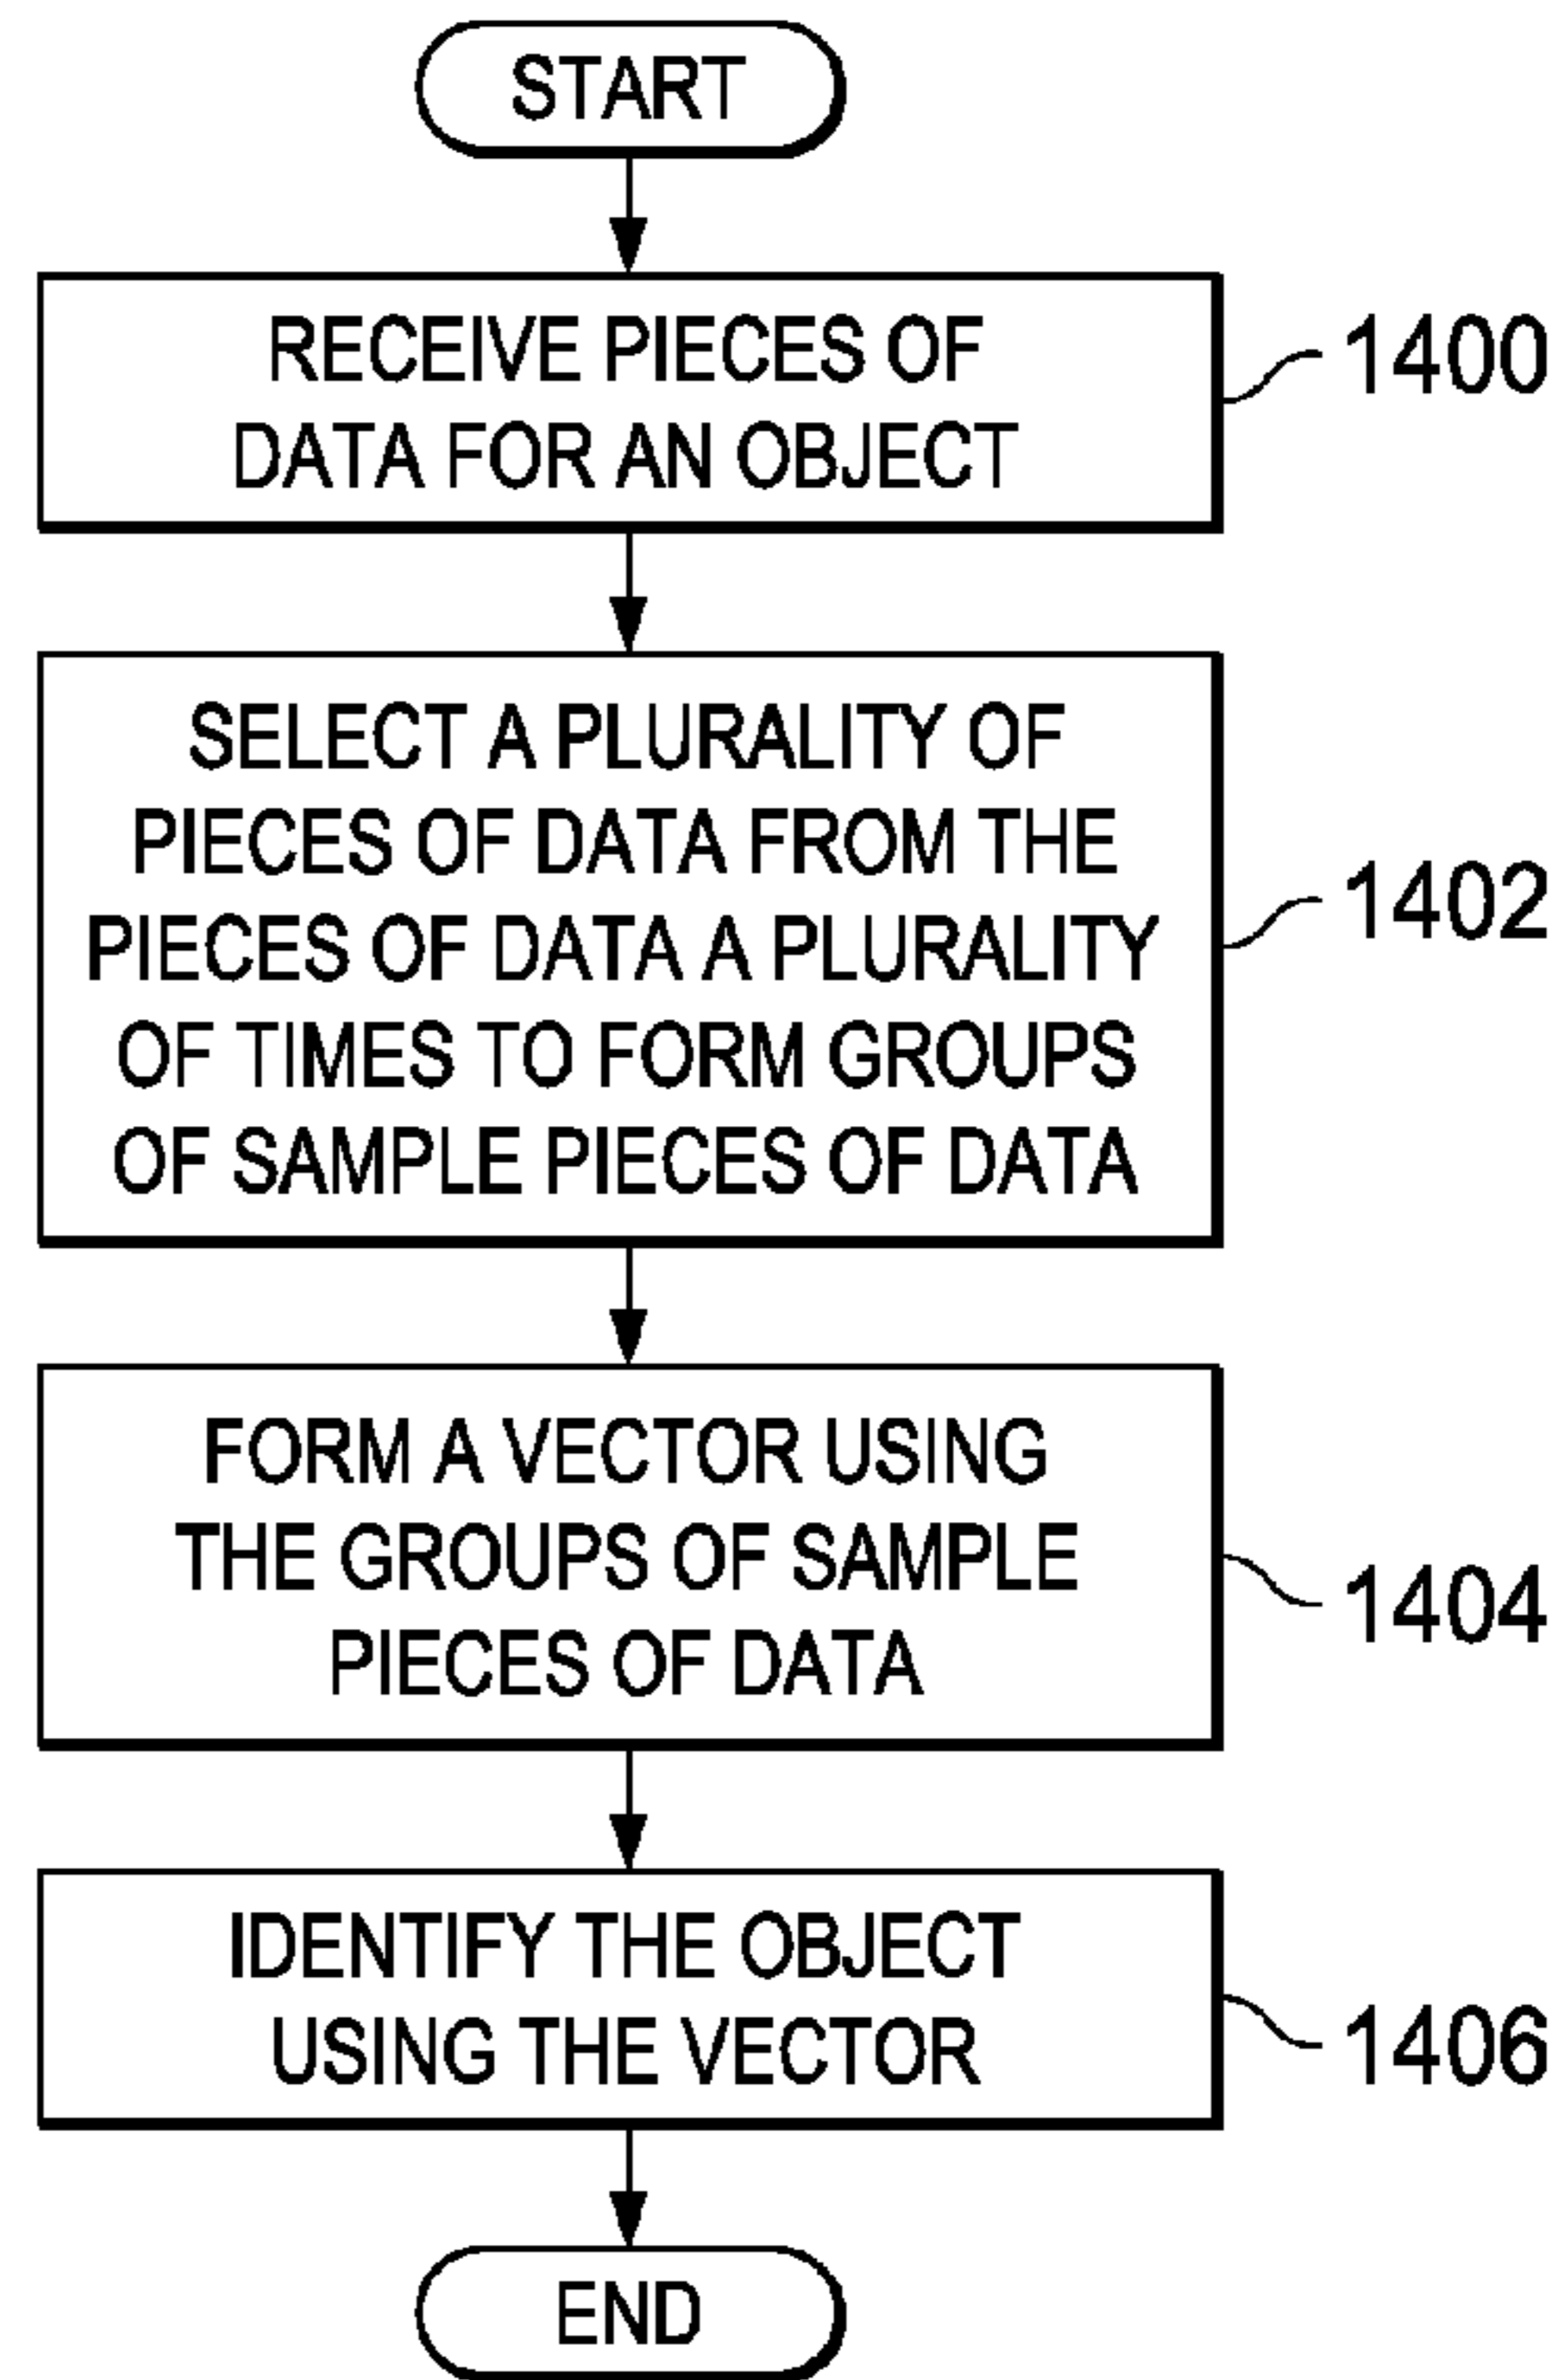 START
RECEIVE PIECES OF
DATA FOR AN OBJECT
1400
SELECT A PLURALITY OF
PIECES OF DATA FROM THE
PIECES OF DATA A PLURALITY
OF TIMES TO FORM GROUPS
OF SAMPLE PIECES OF DATA
1402
FORM A VECTOR USING
THE GROUPS OF SAMPLE
PIECES OF DATA
1404
IDENTIFY THE OBJECT
USING THE VECTOR
1406
END